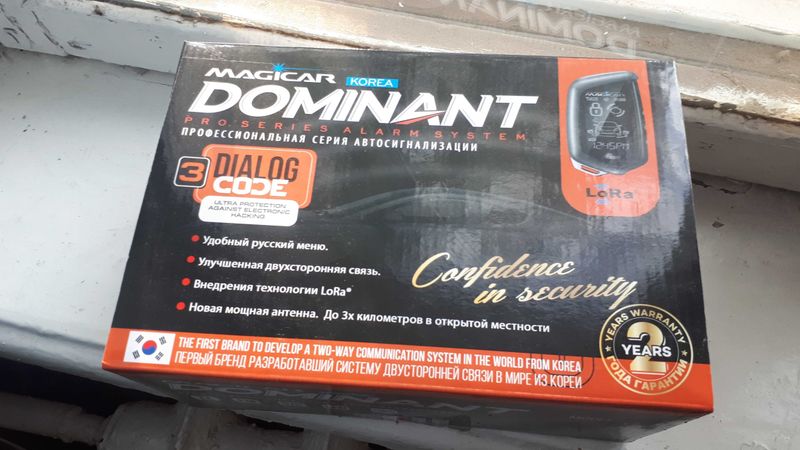 MAGICAR
KOREA
DOMINANT
PRO SERIES ALARM SYSTEM
ПРОФЕССИОНАЛЬНАЯ СЕРИЯ АВТОСИГНАЛИЗАЦИИ
3 DIALOG
CODE
ULTRA PROTECTION
AGAINST ELECTRONIC
HACKING
MAGICAR
12:45PM
LoRa
• Удобный русский меню.
• Улучшенная двухсторонняя связь.
• Внедрения технологии LoRa®
• Новая мощная антенна. До 3х километров в открытой местности
Confidence
in security
YEARS WARRANTY
2
YEARS
ГОДА ГАРАНТИИ
THE FIRST BRAND TO DEVELOP A TWO-WAY COMMUNICATION SYSTEM IN THE WORLD FROM KOREA
ПЕРВЫЙ БРЕНД РАЗРАБОТАВШИЙ СИСТЕМУ ДВУСТОРОННЕЙ СВЯЗИ В МИРЕ ИЗ КОРЕИ
DOMINANT